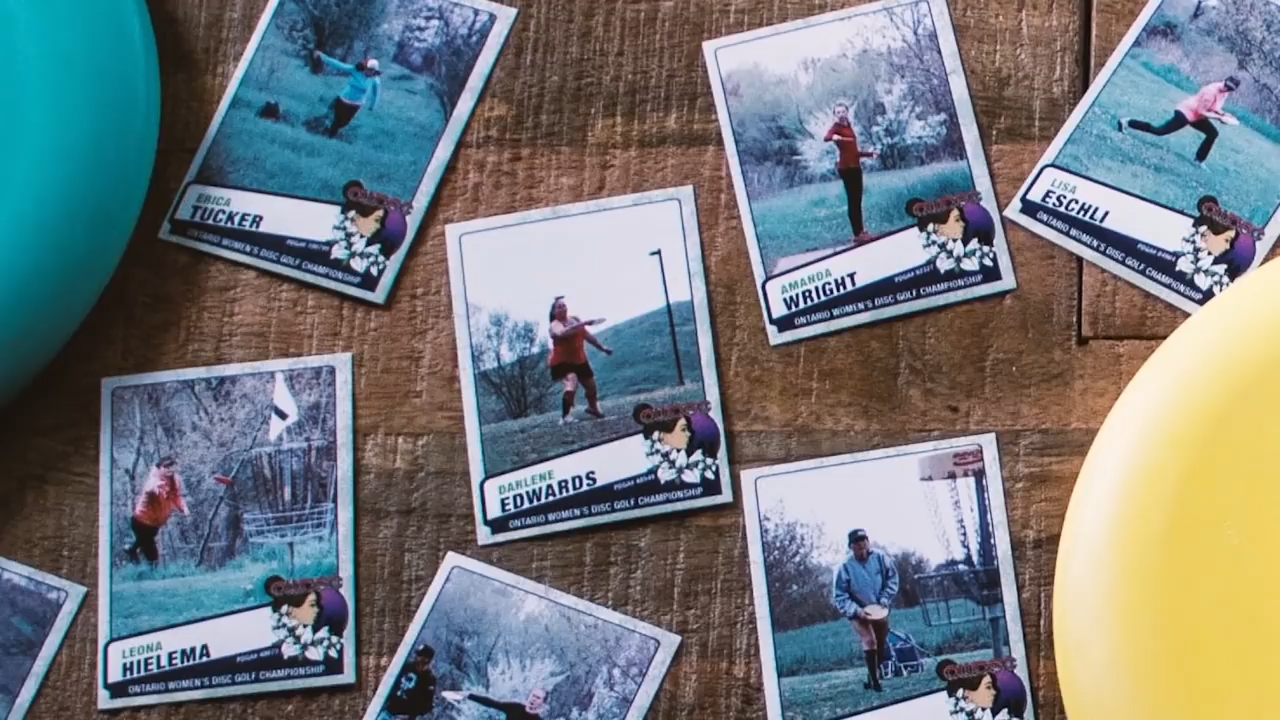 ERICA
TUCKER
ONTARIO WOMEN'S DISC GOLF CHAMPIONSHIP
AMANDA
WRIGHT
ONTARIO WOMEN'S DISC GOLF CHAMPIONSHIP
LISA
ESCHLI
ONTARIO WOMEN'S DISC GOLF CHAMPIONSHIP
DARLENE
EDWARDS
ONTARIO WOMEN'S DISC GOLF CHAMPIONSHIP
LEONA
HIELEMA
ONTARIO WOMEN'S DISC GOLF CHAMPIONSHIP